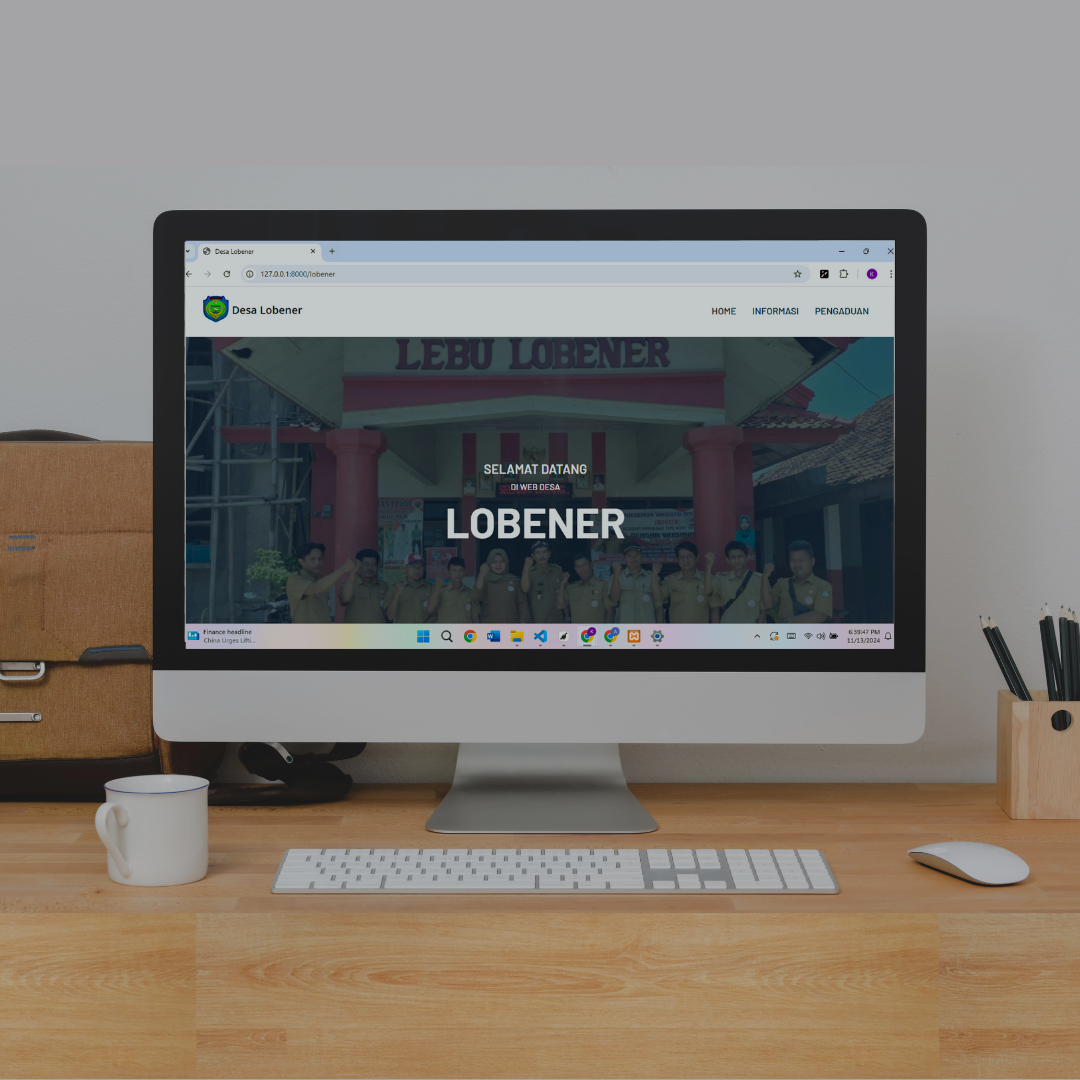 Desa Lobener
127.0.0.1:8000/lobener
Desa Lobener
HOME INFORMASI PENGADUAN
LEBU LOBENER
SELAMAT DATANG
DI WEB DESA
LOBENER
Finance headline
China Urges Lifti...
6:39:47 PM
11/13/2024